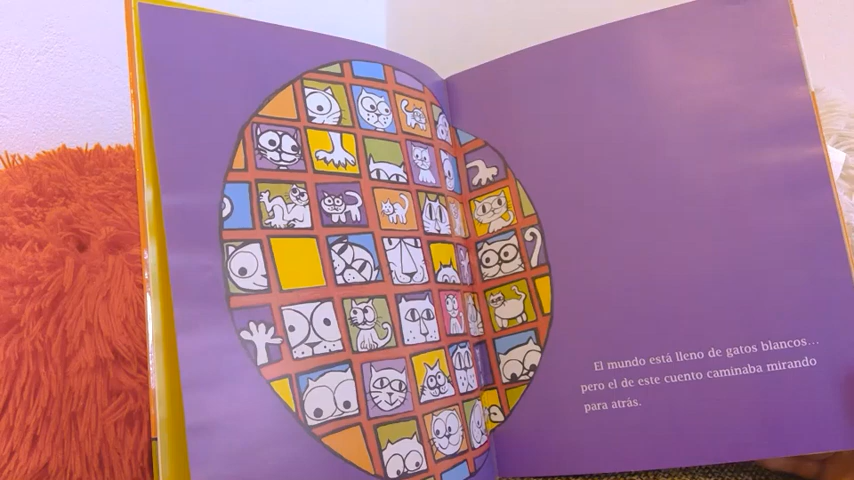 El mundo está lleno de gatos blancos...
pero el de este cuento caminaba mirando
para atrás.